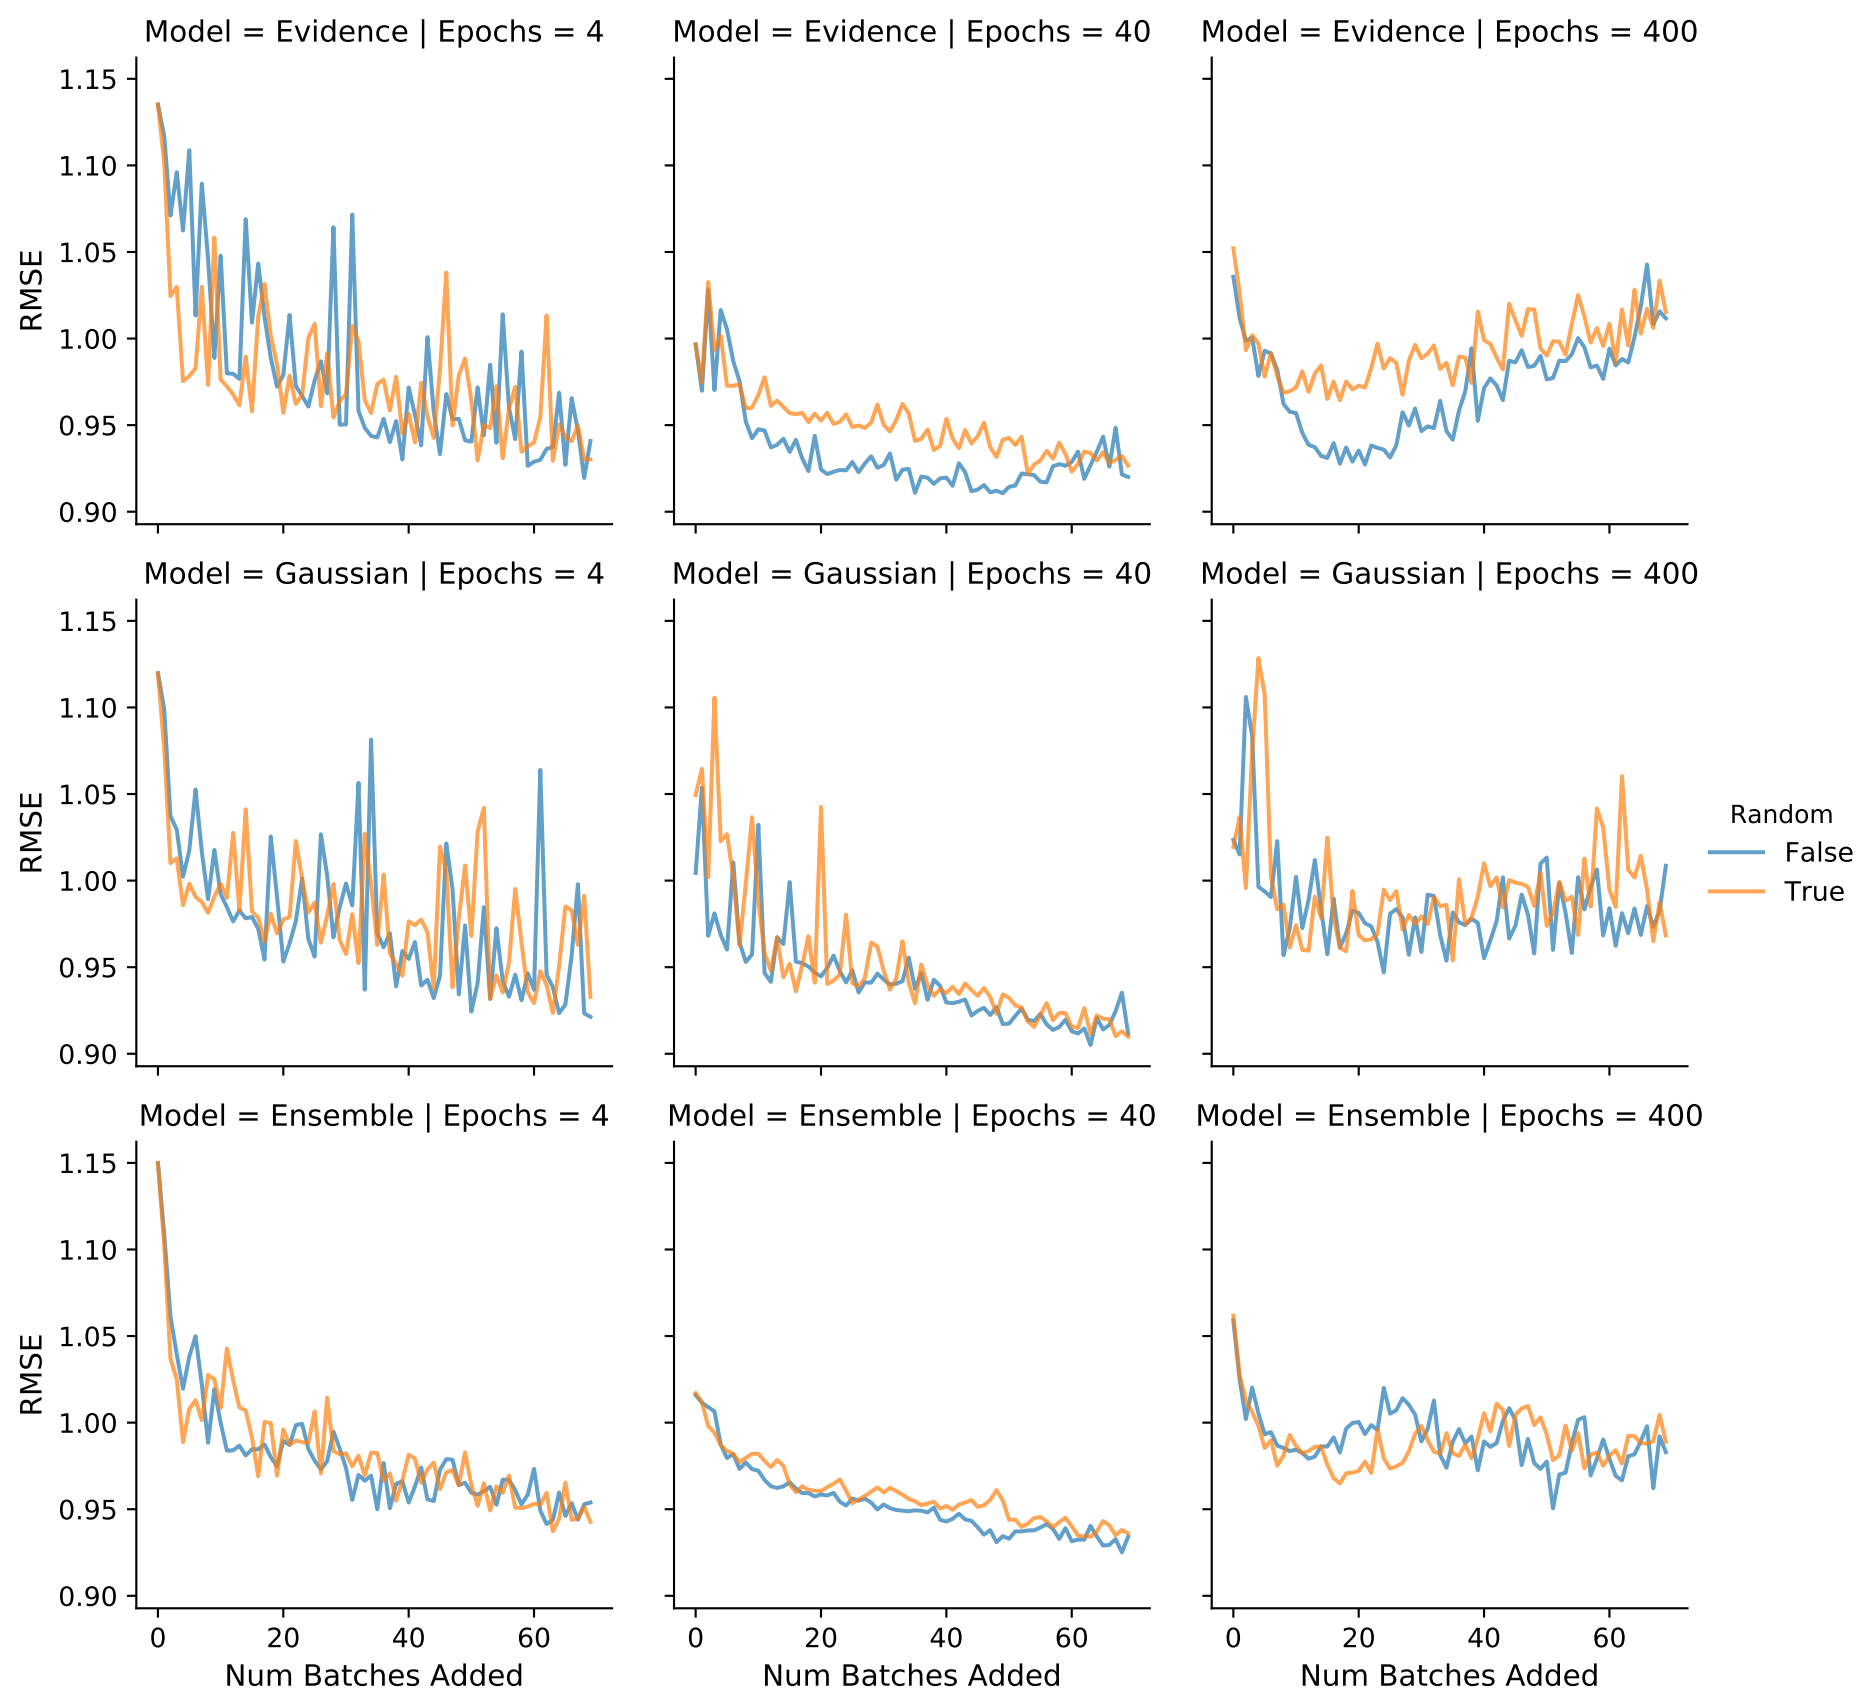 Model = Evidence | Epochs = 4
Model = Evidence | Epochs = 40
Model = Evidence | Epochs = 400
1.15
1.10
1.05
1.00
0.95
0.90
RMSE
Model = Gaussian | Epochs = 4
Model = Gaussian | Epochs = 40
Model = Gaussian | Epochs = 400
1.15
1.10
1.05
1.00
0.95
0.90
RMSE
Random
False
True
Model = Ensemble | Epochs = 4
Model = Ensemble | Epochs = 40
Model = Ensemble | Epochs = 400
1.15
1.10
1.05
1.00
0.95
0.90
RMSE
0 20 40 60
0 20 40 60
0 20 40 60
Num Batches Added
Num Batches Added
Num Batches Added